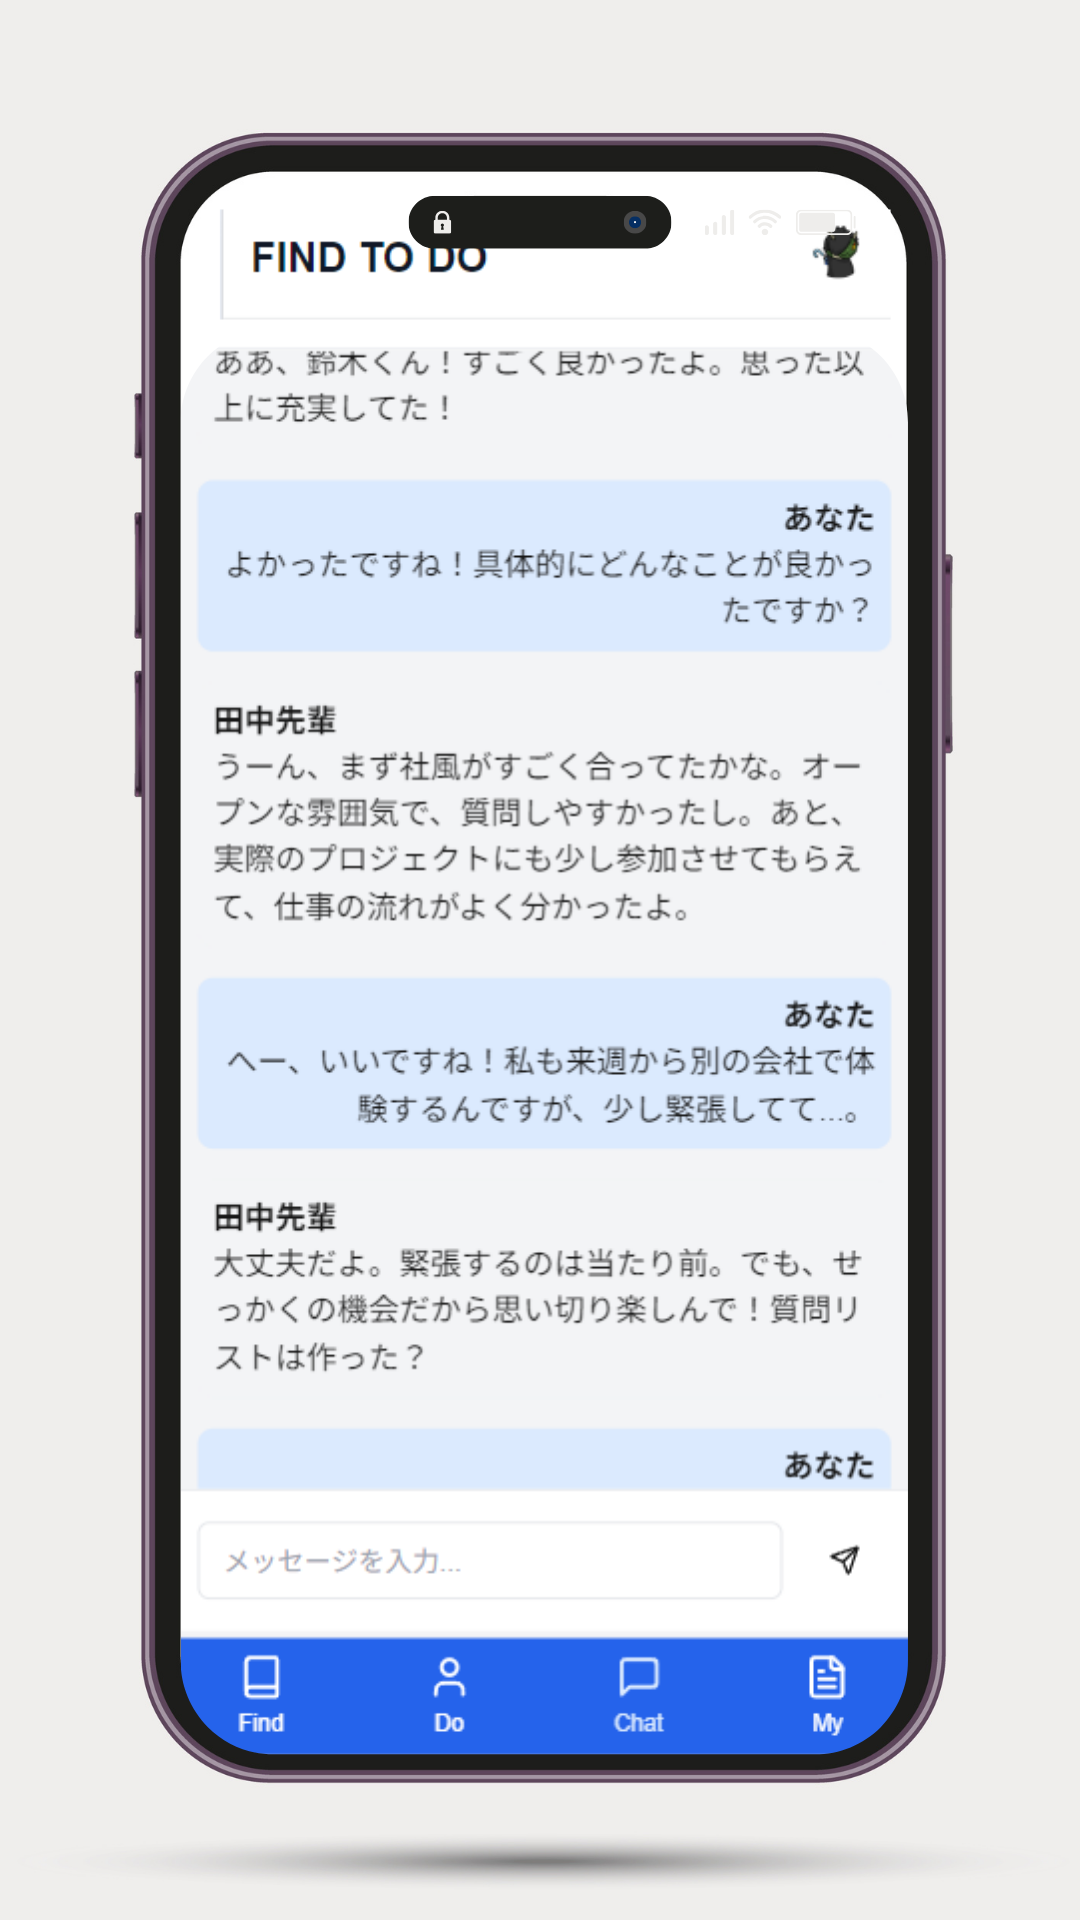 FIND TO DO
ああ、鈴木くん！すごく良かったよ。思った以
上に充実してた！
あなた
よかったですね！具体的にどんなことが良かっ
たですか？
田中先輩
うーん、まず社風がすごく合ってたかな。オー
プンな雰囲気で、質問しやすかったし。あと、
実際のプロジェクトにも少し参加させてもらえ
て、仕事の流れがよく分かったよ。
あなた
へー、いいですね！私も来週から別の会社で体
験するんですが、少し緊張してて...。
田中先輩
大丈夫だよ。緊張するのは当たり前。でも、せ
っかくの機会だから思い切り楽しんで！質問リ
ストは作った？
あなた
メッセージを入力...
Find
Do
Chat
My